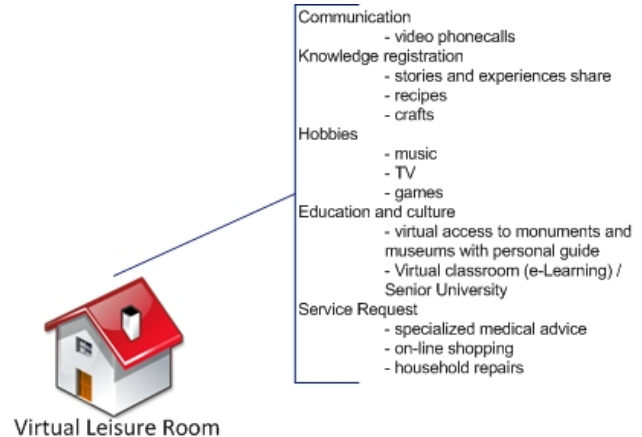 Communication
- video phonecalls
Knowledge registration
- stories and experiences share
- recipes
- crafts
Hobbies
- music
- TV
- games
Education and culture
- virtual access to monuments and
museums with personal guide
- Virtual classroom (e-Learning) /
Senior University
Service Request
- specialized medical advice
- on-line shopping
- household repairs
Virtual Leisure Room